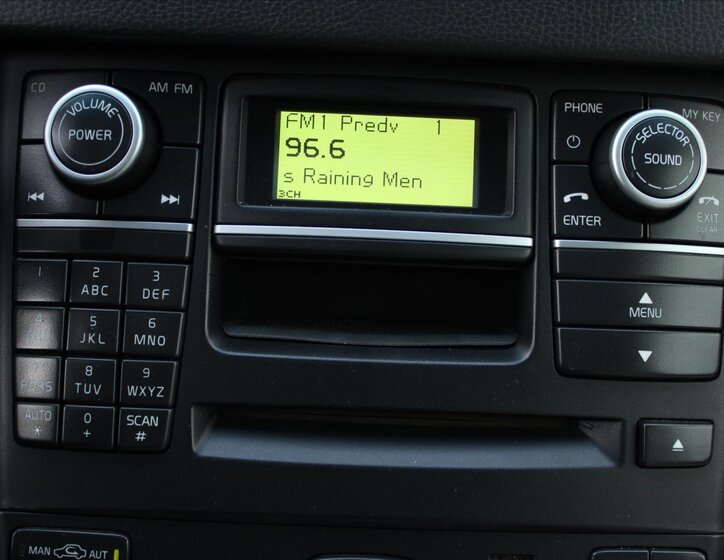 CD
AM FM
VOLUME
POWER
FM1 Predv 1
96.6
s Raining Men
3CH
PHONE
MY KEY
SELECTOR
SOUND
ENTER
EXIT
CLEAR
MENU
1
2
ABC
3
DEF
4
5
JKL
6
MNO
PQRS
8
TUV
9
WXYZ
AUTO
*
0
+
SCAN
#
MAN
AUT